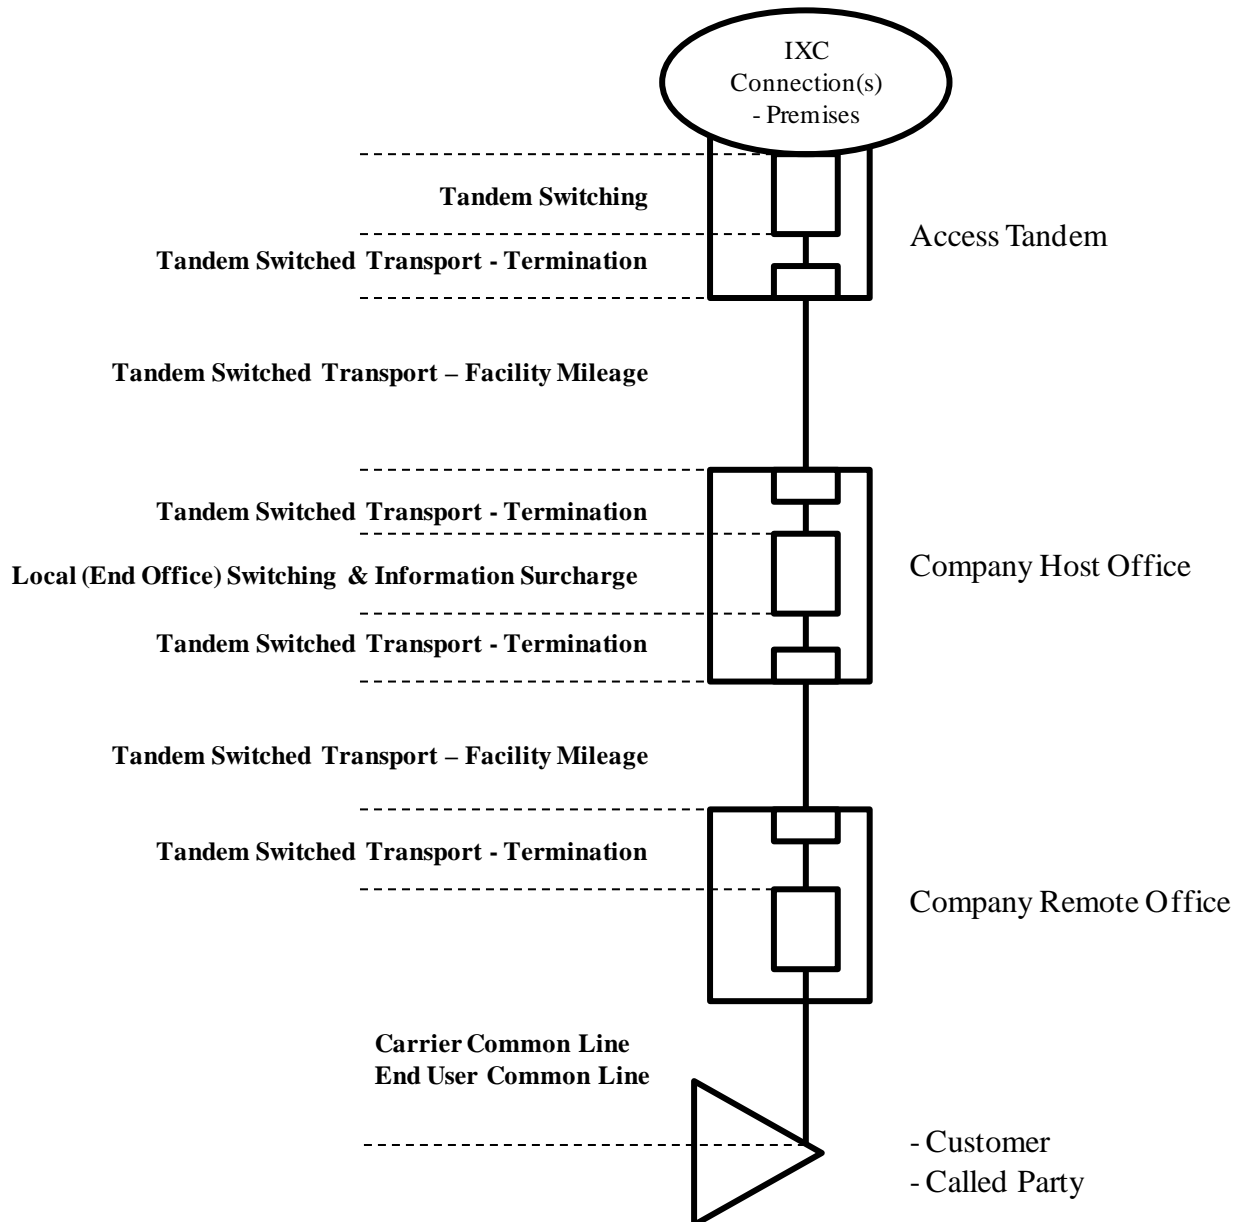 IXC
Connection(s)
- Premises
Tandem Switching
Access Tandem
Tandem Switched Transport - Termination
Tandem Switched Transport – Facility Mileage
Tandem Switched Transport - Termination
Company Host Office
Local (End Office) Switching & Information Surcharge
Tandem Switched Transport - Termination
Tandem Switched Transport – Facility Mileage
Tandem Switched Transport - Termination
Company Remote Office
Carrier Common Line
End User Common Line
- Customer
- Called Party